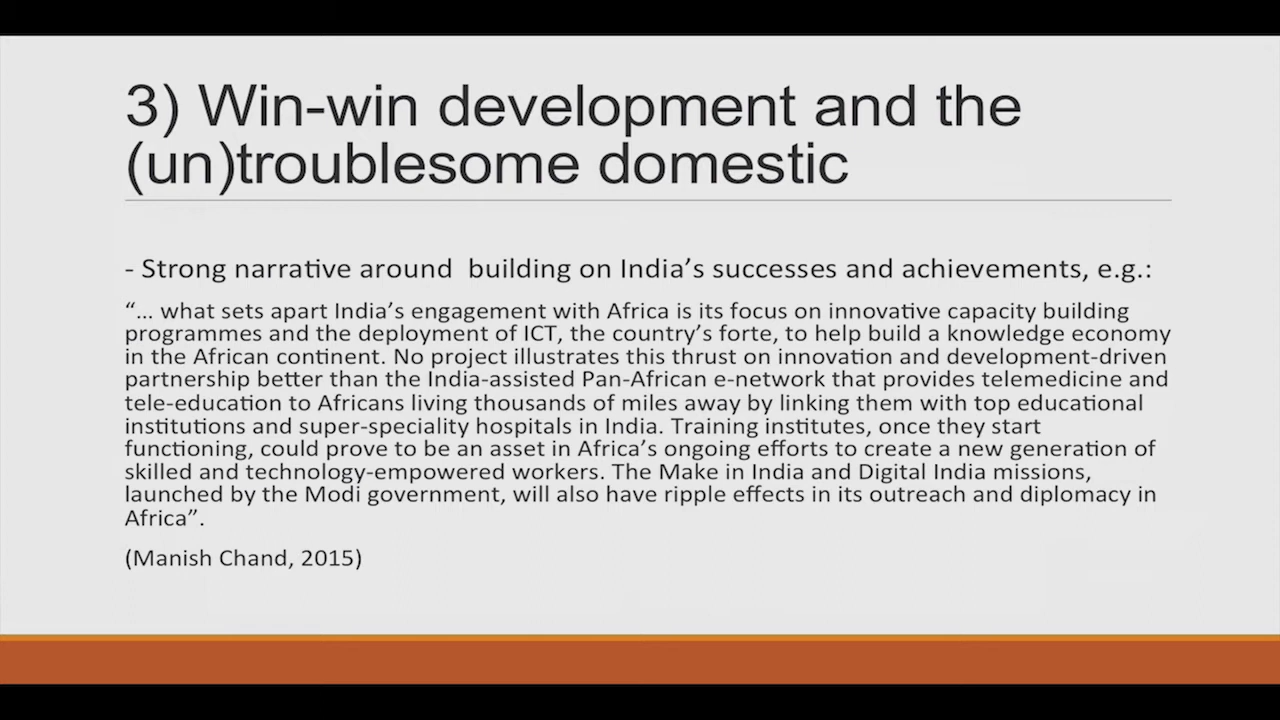 3) Win-win development and the
(un)troublesome domestic
- Strong narrative around  building on India’s successes and achievements, e.g.:
“… what sets apart India’s engagement with Africa is its focus on innovative capacity building
programmes and the deployment of ICT, the country’s forte, to help build a knowledge economy
in the African continent. No project illustrates this thrust on innovation and development-driven
partnership better than the India-assisted Pan-African e-network that provides telemedicine and
tele-education to Africans living thousands of miles away by linking them with top educational
institutions and super-speciality hospitals in India. Training institutes, once they start
functioning, could prove to be an asset in Africa’s ongoing efforts to create a new generation of
skilled and technology-empowered workers. The Make in India and Digital India missions,
launched by the Modi government, will also have ripple effects in its outreach and diplomacy in
Africa”.
(Manish Chand, 2015)